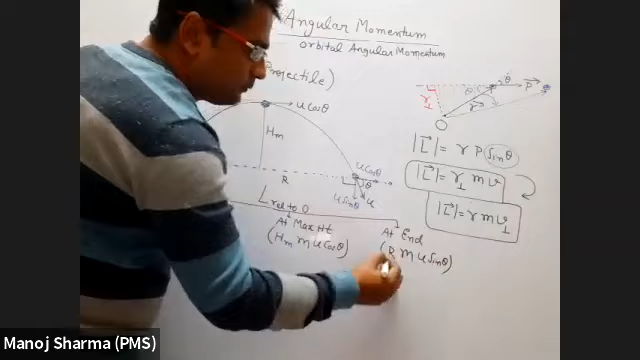 Angular Momentum
orbital Angular Momentum
Projectile)
u cosθ
Hm
R
u cosθ
θ
u sinθ
u
L rel to O
At Max Ht
(Hm m u cosθ)
At End
(R m u sinθ)
r⊥
θ
θ
P
r
O
|L| = r P sinθ
|L| = r⊥ m v
|L| = r m v⊥
Manoj Sharma (PMS)